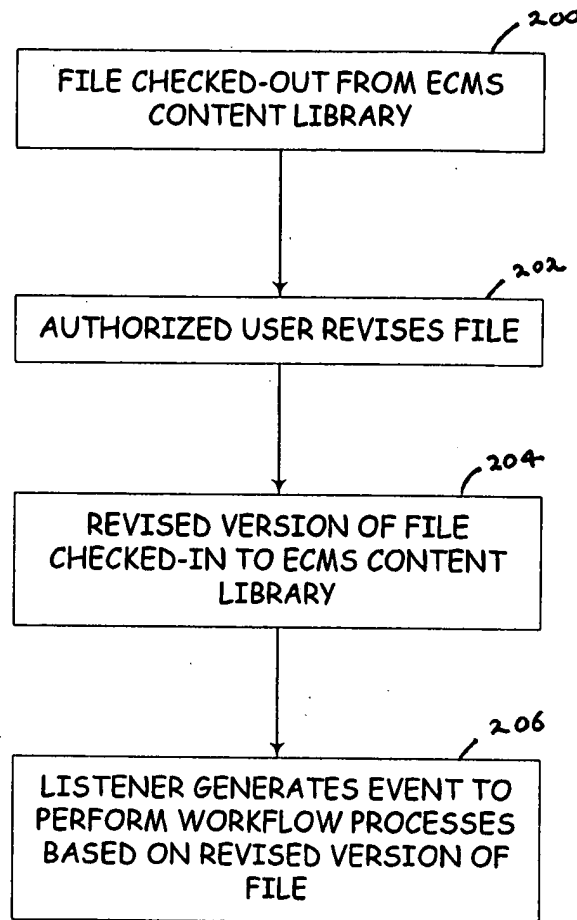 200
FILE CHECKED-OUT FROM ECMS
CONTENT LIBRARY
202
AUTHORIZED USER REVISES FILE
204
REVISED VERSION OF FILE
CHECKED-IN TO ECMS CONTENT
LIBRARY
206
LISTENER GENERATES EVENT TO
PERFORM WORKFLOW PROCESSES
BASED ON REVISED VERSION OF
FILE